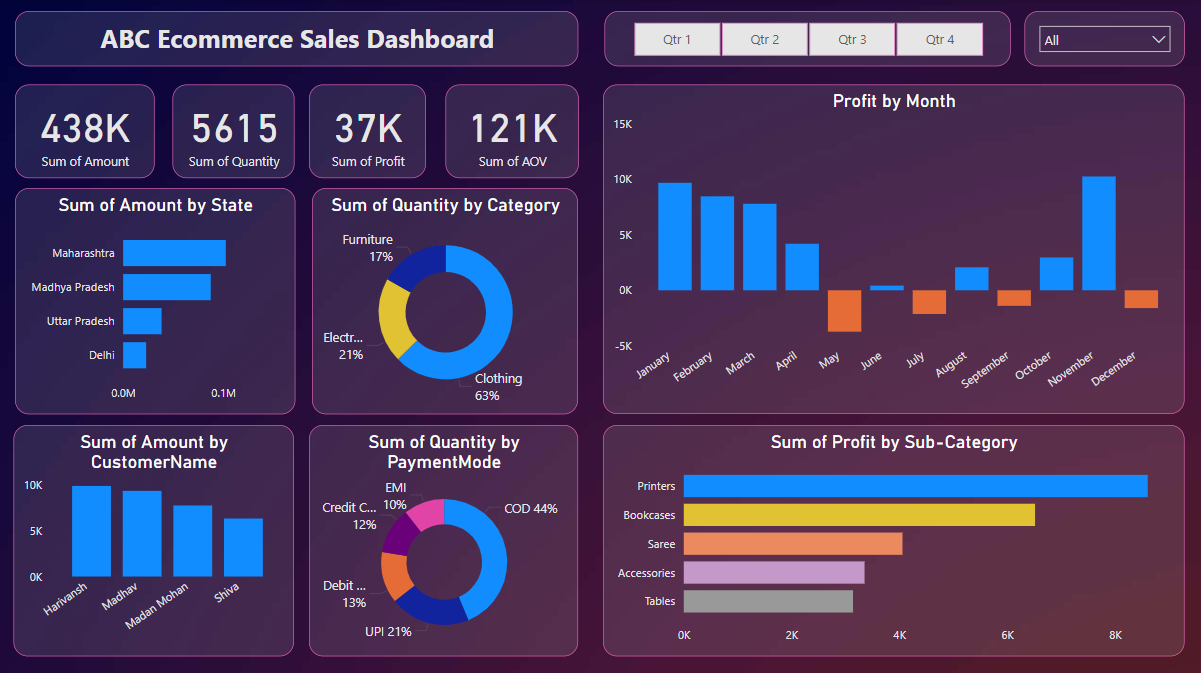 ABC Ecommerce Sales Dashboard
Qtr 1
Qtr 2
Qtr 3
Qtr 4
All
438K
Sum of Amount
5615
Sum of Quantity
37K
Sum of Profit
121K
Sum of AOV
Profit by Month
15K
10K
5K
0K
-5K
January
February
March
April
May
June
July
August
September
October
November
December
Sum of Amount by State
Maharashtra
Madhya Pradesh
Uttar Pradesh
Delhi
0.0M
0.1M
Sum of Quantity by Category
Furniture
17%
Electr...
21%
Clothing
63%
Sum of Amount by
CustomerName
10K
5K
0K
Harivansh
Madhav
Madan Mohan
Shiva
Sum of Quantity by
PaymentMode
EMI
10%
Credit C...
12%
Debit ...
13%
UPI 21%
COD 44%
Sum of Profit by Sub-Category
Printers
Bookcases
Saree
Accessories
Tables
0K
2K
4K
6K
8K